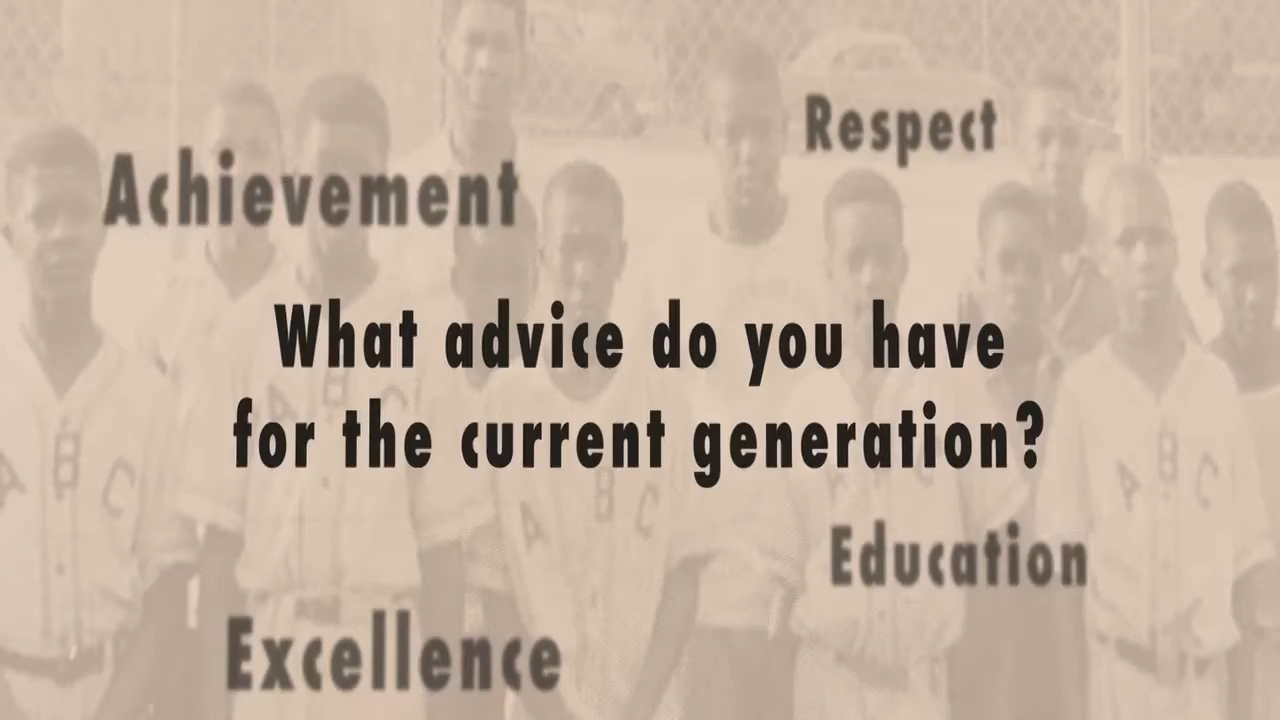 Respect
Achievement
What advice do you have
for the current generation?
Education
Excellence
A B C
A B C
A B C